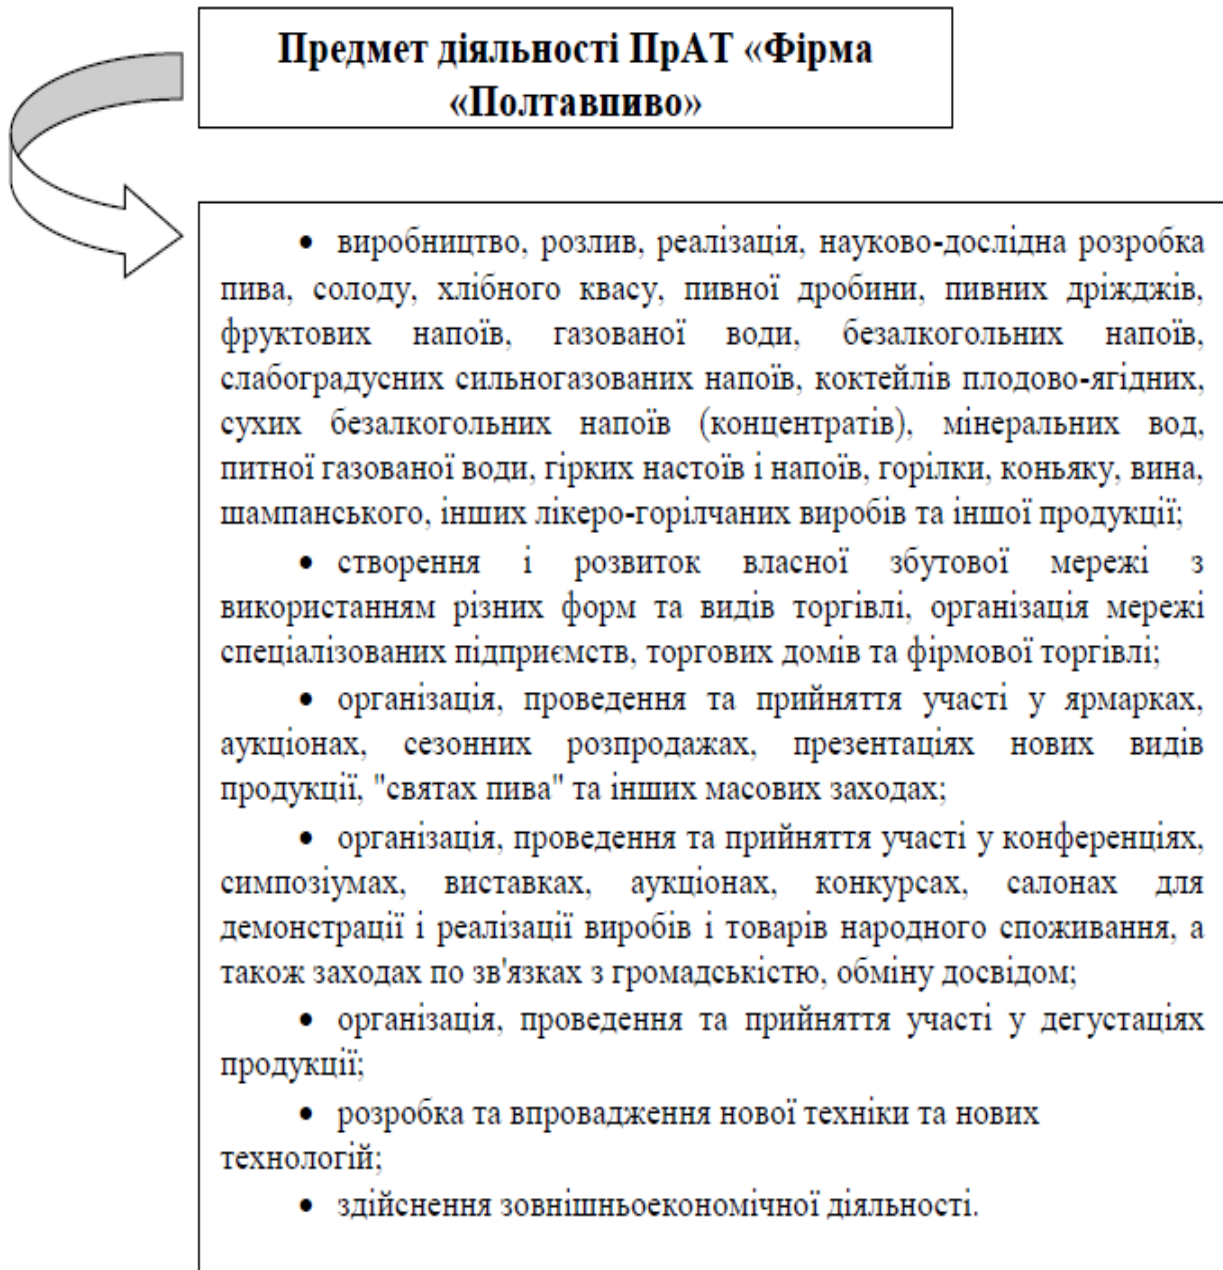 Предмет діяльності ПрАТ «Фірма
«Полтавпиво»
• виробництво, розлив, реалізація, науково-дослідна розробка
пива, солоду, хлібного квасу, пивної дробини, пивних дріжджів,
фруктових напоїв, газованої води, безалкогольних напоїв,
слабоградусних сильногазованих напоїв, коктейлів плодово-ягідних,
сухих безалкогольних напоїв (концентратів), мінеральних вод,
питної газованої води, гірких настоїв і напоїв, горілки, коньяку, вина,
шампанського, інших лікеро-горілчаних виробів та іншої продукції;
• створення і розвиток власної збутової мережі з
використанням різних форм та видів торгівлі, організація мережі
спеціалізованих підприємств, торгових домів та фірмової торгівлі;
• організація, проведення та прийняття участі у ярмарках,
аукціонах, сезонних розпродажах, презентаціях нових видів
продукції, "святах пива" та інших масових заходах;
• організація, проведення та прийняття участі у конференціях,
симпозіумах, виставках, аукціонах, конкурсах, салонах для
демонстрації і реалізації виробів і товарів народного споживання, а
також заходах по зв'язках з громадськістю, обміну досвідом;
• організація, проведення та прийняття участі у дегустаціях
продукції;
• розробка та впровадження нової техніки та нових
технологій;
• здійснення зовнішньоекономічної діяльності.